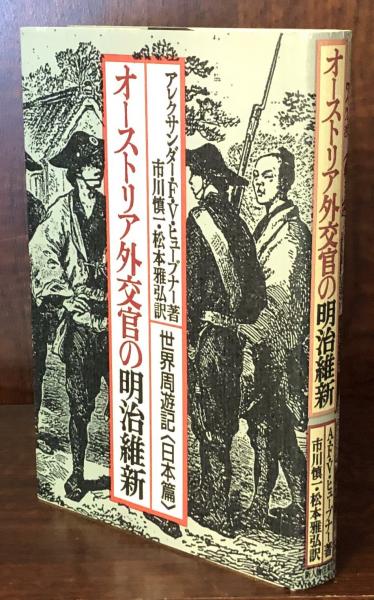 オーストリア外交官の明治維新
アレクサンダー・F・V・ヒューブナー著
市川慎一・松本雅弘訳
世界周遊記〈日本篇〉
オーストリア外交官の明治維新
A・F・V・ヒューブナー著
市川慎一・松本雅弘訳